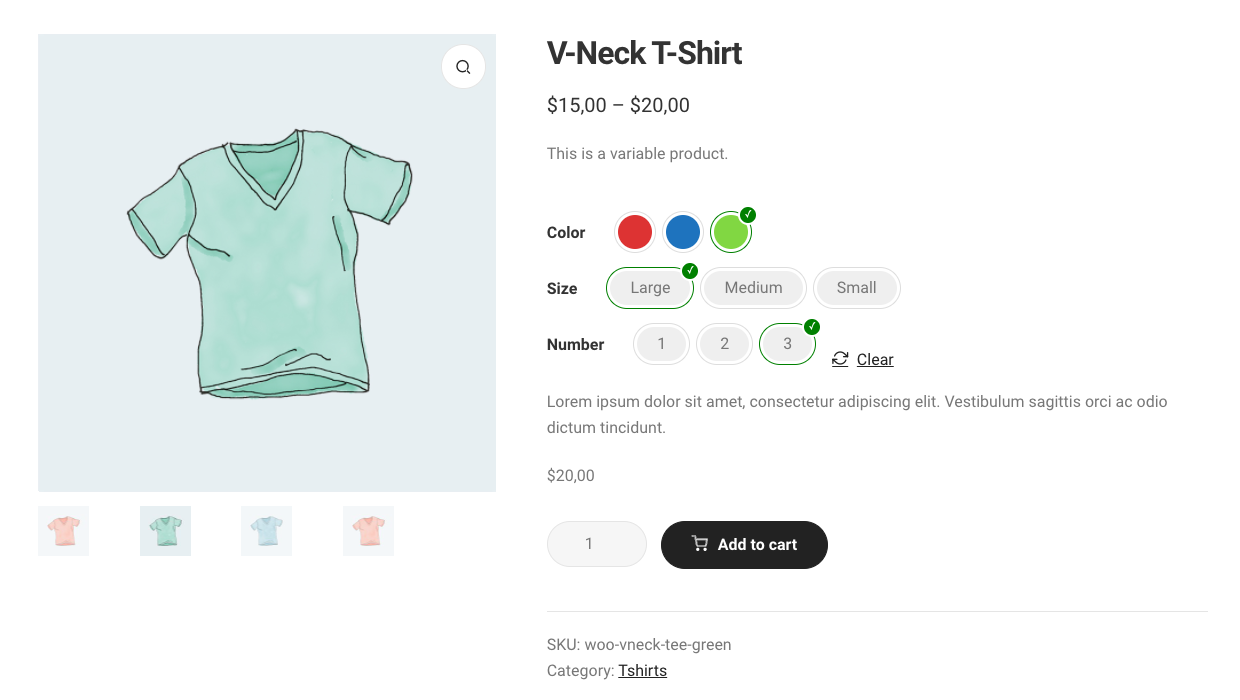 V-Neck T-Shirt
$15,00 – $20,00
This is a variable product.
Color
Size Large Medium Small
Number 1 2 3 Clear
Lorem ipsum dolor sit amet, consectetur adipiscing elit. Vestibulum sagittis orci ac odio
dictum tincidunt.
$20,00
1 Add to cart
SKU: woo-vneck-tee-green
Category: Tshirts